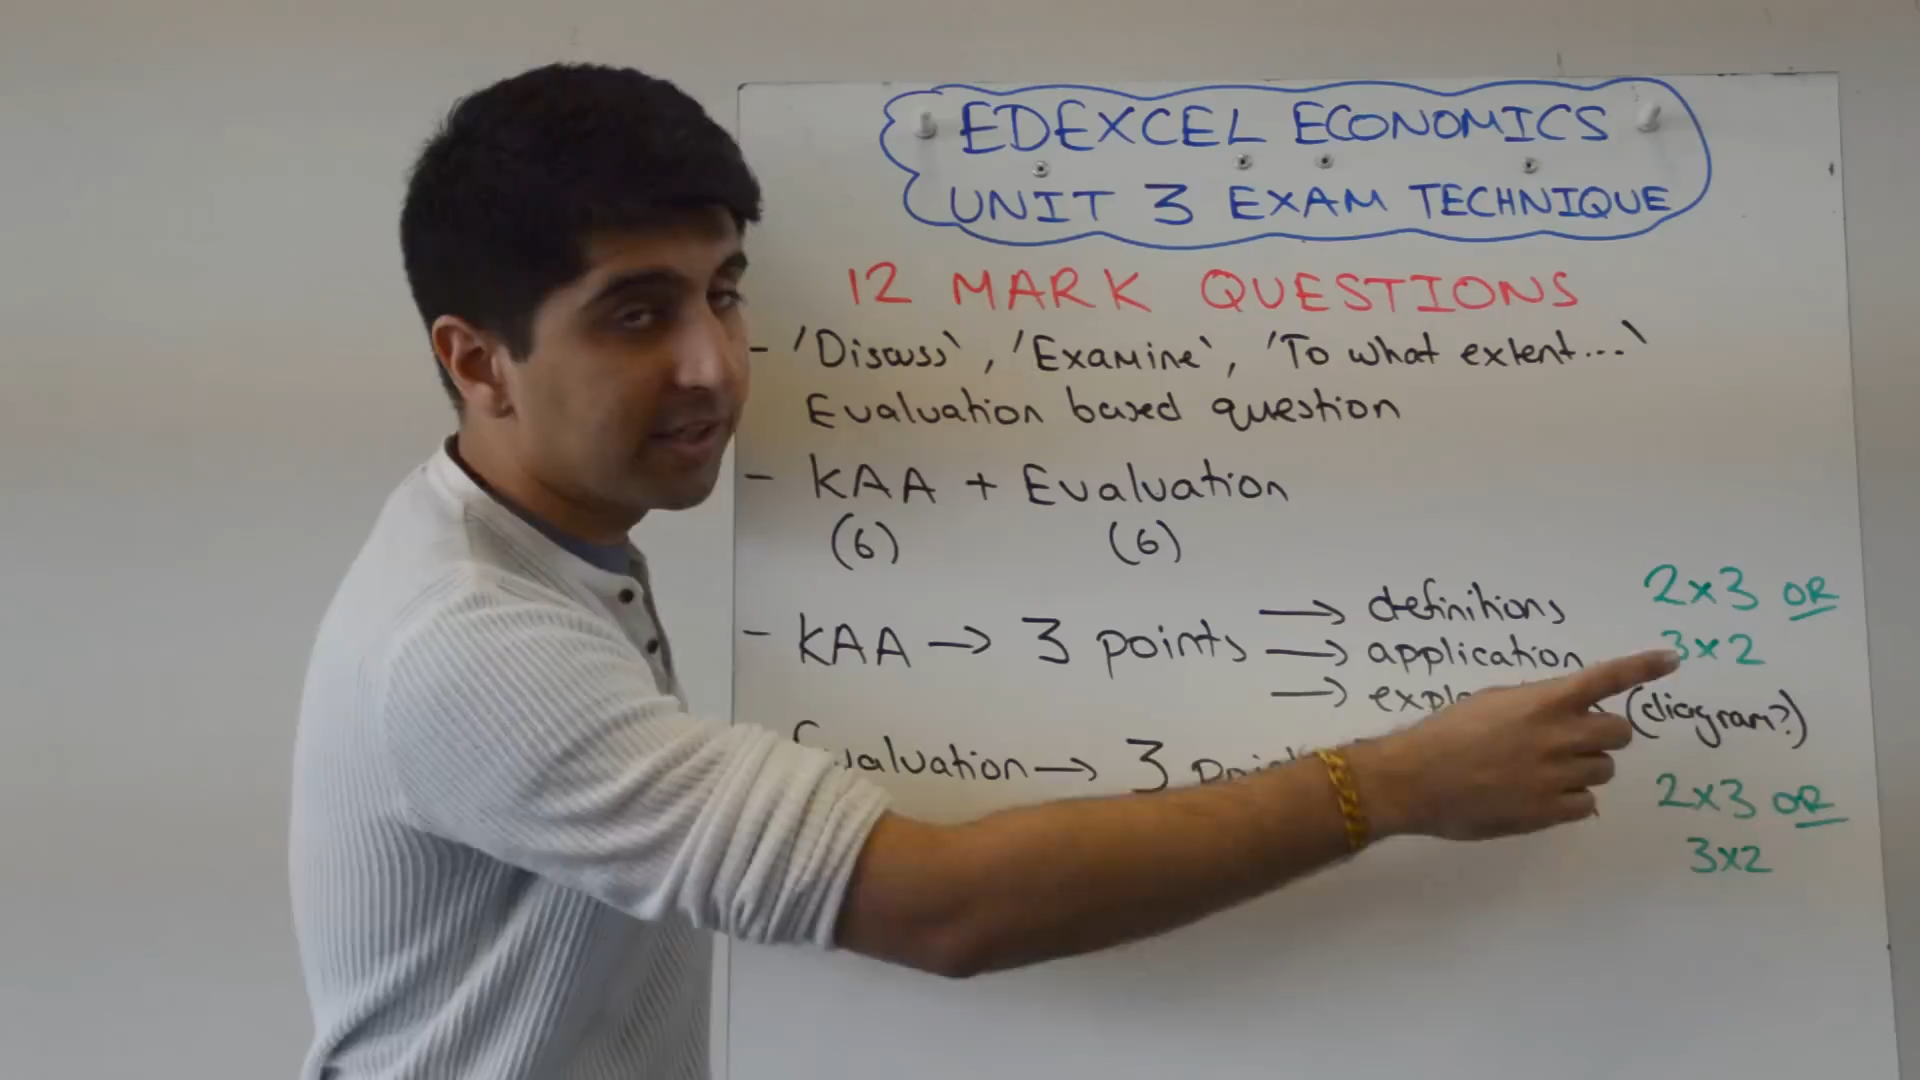 EDEXCEL ECONOMICS
UNIT 3 EXAM TECHNIQUE
12 MARK QUESTIONS
- 'Discuss', 'Examine', 'To what extent...'
Evaluation based question
- KAA + Evaluation
(6) (6)
- KAA → 3 points → definitions
→ application
→
2x3 OR
3x2
(diagram?)
Evaluation → 3
2x3 OR
3x2